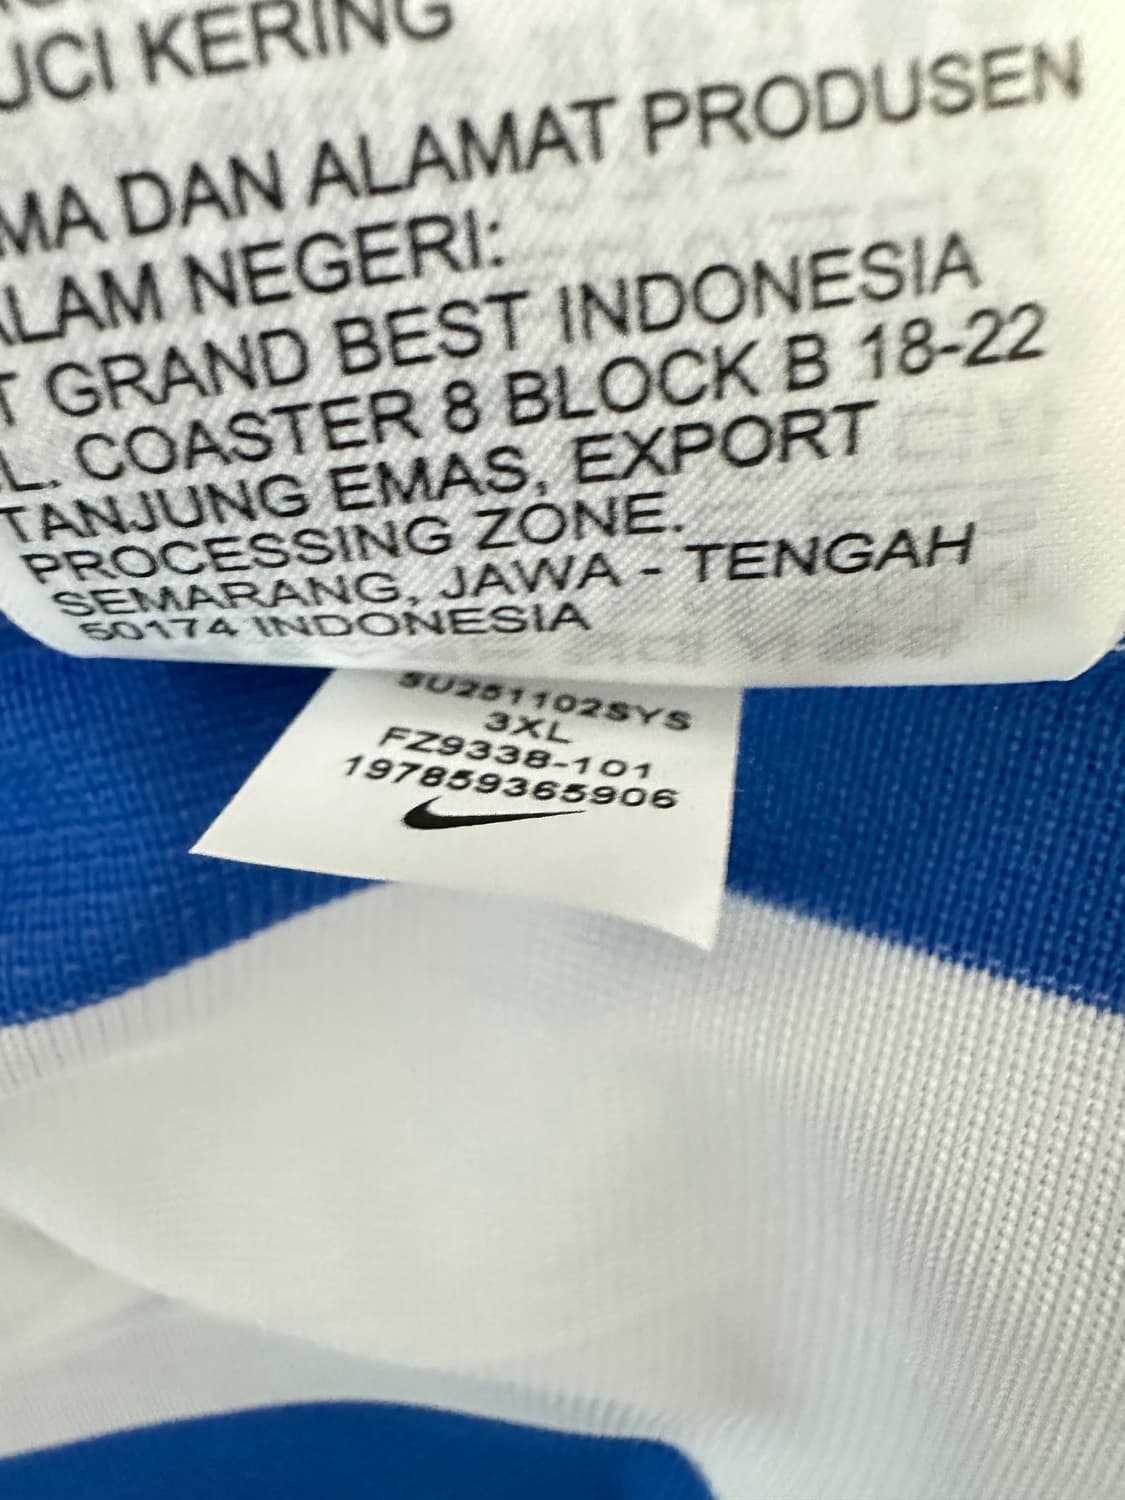 UCI KERING
MA DAN ALAMAT PRODUSEN
ALAM NEGERI:
T GRAND BEST INDONESIA
L. COASTER 8 BLOCK B 18-22
TANJUNG EMAS, EXPORT
PROCESSING ZONE.
SEMARANG, JAWA - TENGAH
50174 INDONESIA
SU251102SYS
3XL
FZ9338-101
197859365906